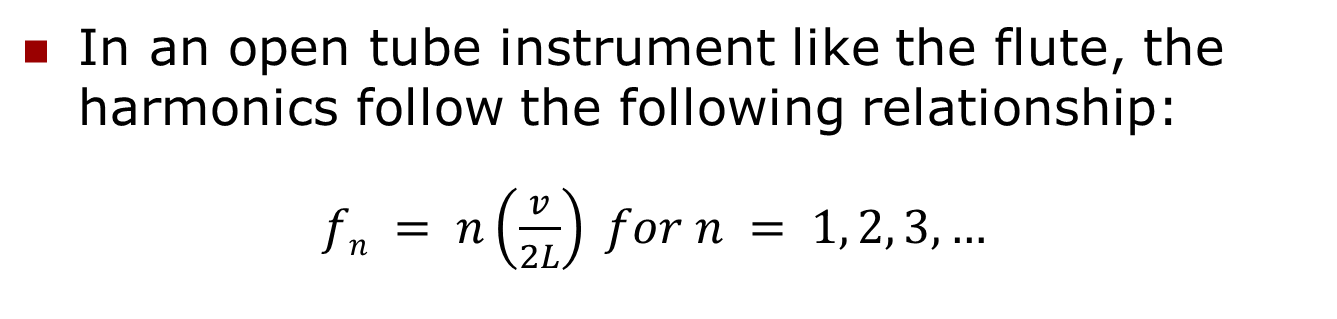 ▪ In an open tube instrument like the flute, the
harmonics follow the following relationship:
fₙ = n(v/2L) for n = 1, 2, 3, ...